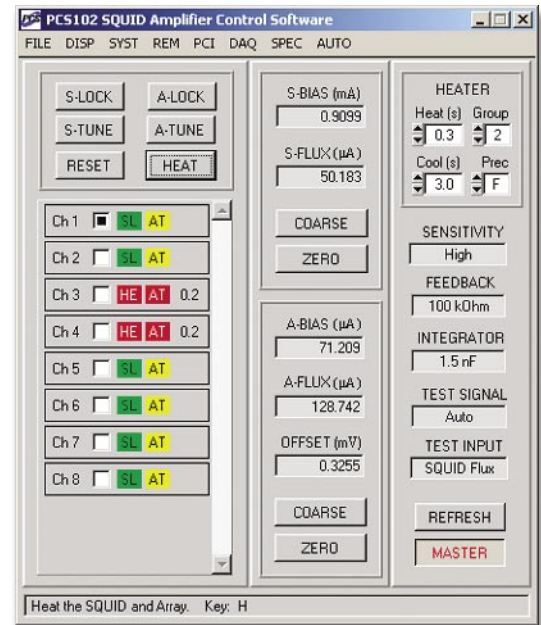 PCS102 SQUID Amplifier Control Software
FILE DISP SYST REM PCI DAQ SPEC AUTO
S-LOCK A-LOCK
S-TUNE A-TUNE
RESET HEAT
Ch 1 SL AT
Ch 2 SL AT
Ch 3 HE AT 0.2
Ch 4 HE AT 0.2
Ch 5 SL AT
Ch 6 SL AT
Ch 7 SL AT
Ch 8 SL AT
S-BIAS (mA)
0.9099
S-FLUX (µA)
50.183
COARSE
ZERO
A-BIAS (µA)
71.209
A-FLUX (µA)
128.742
OFFSET (mV)
0.3255
COARSE
ZERO
HEATER
Heat (s) Group
0.3 2
Cool (s) Prec
3.0 F
SENSITIVITY
High
FEEDBACK
100 kOhm
INTEGRATOR
1.5 nF
TEST SIGNAL
Auto
TEST INPUT
SQUID Flux
REFRESH
MASTER
Heat the SQUID and Array. Key: H